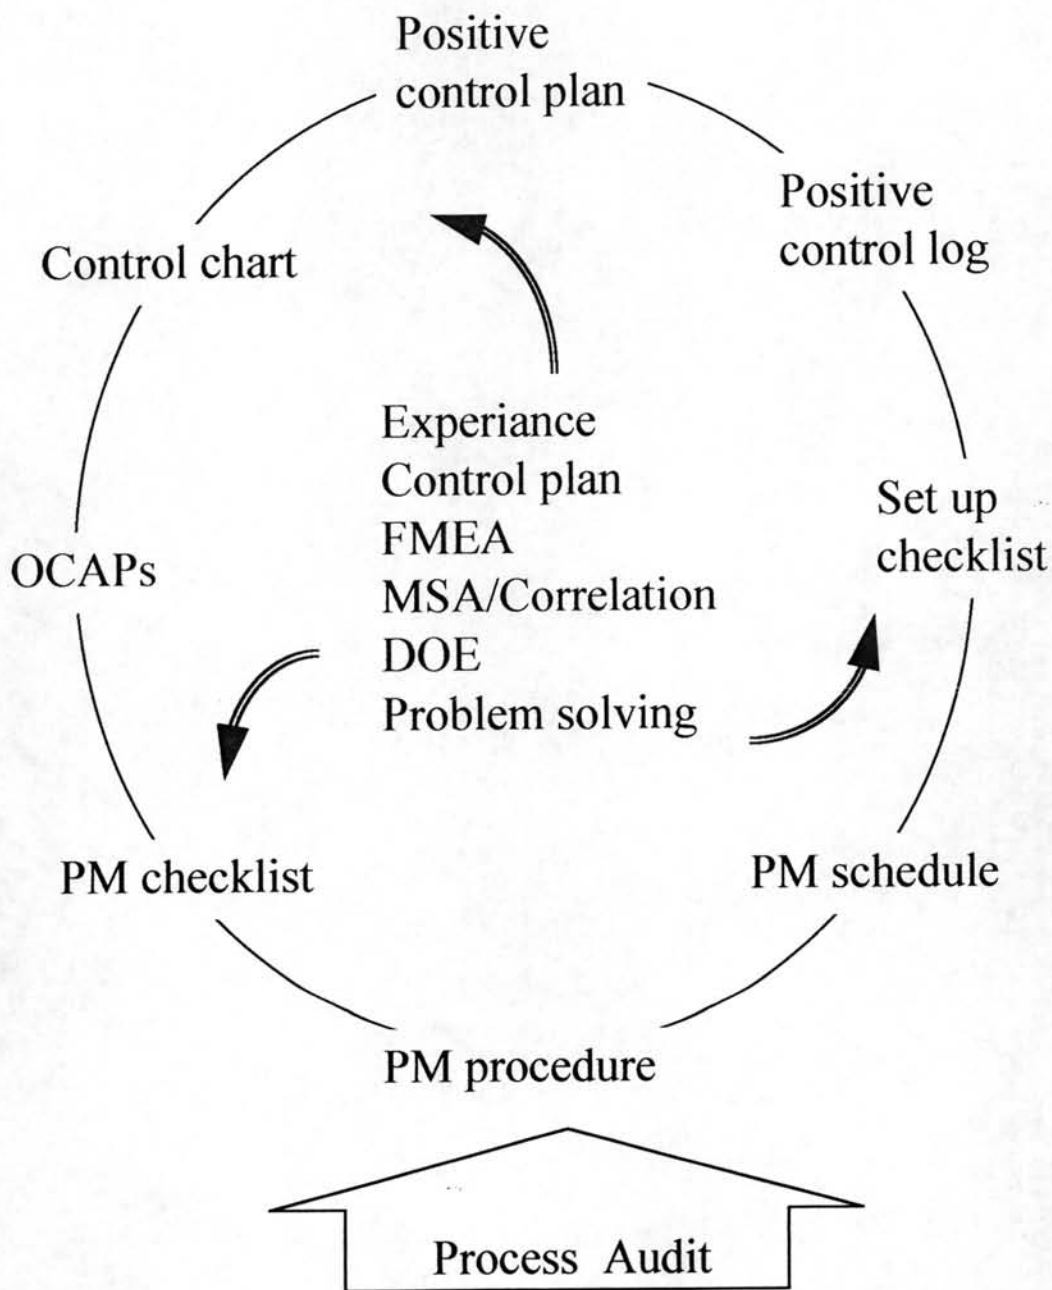 Positive
control plan
Positive
control log
Control chart
Experiance
Control plan
FMEA
MSA/Correlation
DOE
Problem solving
Set up
checklist
OCAPs
PM checklist
PM schedule
PM procedure
Process Audit